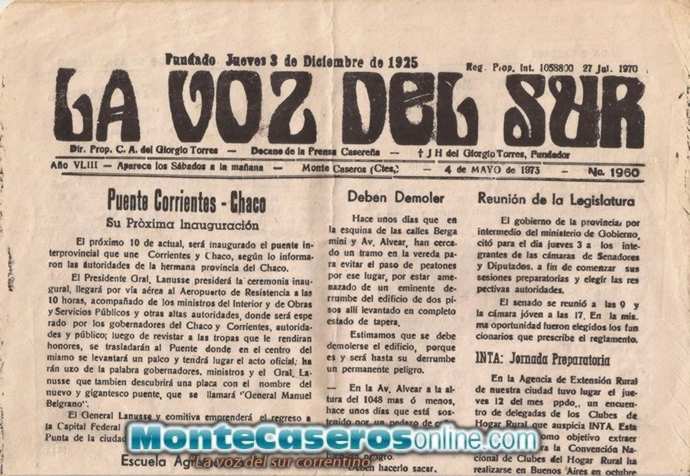 Fundado Jueves 3 de Diciembre de 1925
Reg. Prop. Int. 1058800 27 Jul. 1970
LA VOZ DEL SUR
Dir. Prop. C. A. del Giorgio Torres — Decano de la Prensa Casereña — † J H del Giorgio Torres, Fundador
Año VLIII — Aparece los Sábados a la mañana — Monte Caseros (Ctes.) — 4 de MAYO de 1973 — No. 1960
Puente Corrientes - Chaco
Su Pròxima Inauguración
El próximo 10 de actual, será inaugurado el puente in-
terprovincial que une Corrientes y Chaco, según lo informa-
ron las autoridades de la hermana provincia del Chaco.
El Presidente Gral. Lanusse presidirá la ceremonia inau-
gural, llegará por vía aérea al Aeropuerto de Resistencia a las
10 horas, acompañado de los ministros del Interior y de Obras
y Servicios Públicos y otras altas autoridades, donde será espe
rado por los gobernadores del Chaco y Corrientes, autorida-
des y público; luego de revistar a las tropas que le rendiran
honores, se trasladarán al Puente donde en el centro del
mismo se levantará un palco y tendrá lugar el acto oficial; ha
rán uzo de la palabra gobernadores, ministros y el Gral, La-
nusse que tambien descubrirá una placa con el nombre del
nuevo y gigantesco puente, que se llamará "General Manuel
Belgrano".
El General Lanusse y comitiva emprenderá el regreso a
la Capital Federal
Punta de la ciudad
Escuela
Deben Demoler
Hace unos días que en
la esquina de las calles Berga
mini y Av, Alvear, han cerca-
do un tramo en la vereda pa-
ra evitar el paso de peatones
por ese lugar, por estar ame-
nazado de un eminente de-
rrumbe del edificio de dos pi-
sos allí levantado en completo
estado de tapera,
Estimamos que se debe
demolerse el edificio, porque
es y será hasta su derrumbe
un permanente peligro.
— En la Av, Alvear a la al-
tura del 1048 mas ó menos,
hace unos días que está sos-
Deben hacerlo sacar.
Reunión de la Legislatura
El gobierno de la provincia, por
intermedio del ministerio de Gobierno,
citó para el día jueves 3 a los inte-
grantes de las cámaras de Senadores
y Diputados, a fin de comenzar sus
sesiones preparatorias y elegir las res
pectivas autoridades.
El senado se reunió a las 9 y
la cámara jóven a las 17, En la mis.
ma oportunidad fueron elegidos los fun
cionarios que prescribe el reglamento.
INTA: Jornada Preparatoria
En la Agencia de Extensión Rural
de nuestra ciudad tuvo lugar el jue-
ves 12 del mes ppdo., un encuen-
tro de delegadas de los Clubes de
Hogar Rural que auspicia INTA. Esta
como objetivo extraer
a la Convención Na-
cional de Clubes del Hogar Rural ha
realizarse en Buenos Aires en octubre
MonteCaserosonline.com
La voz del sur correntino